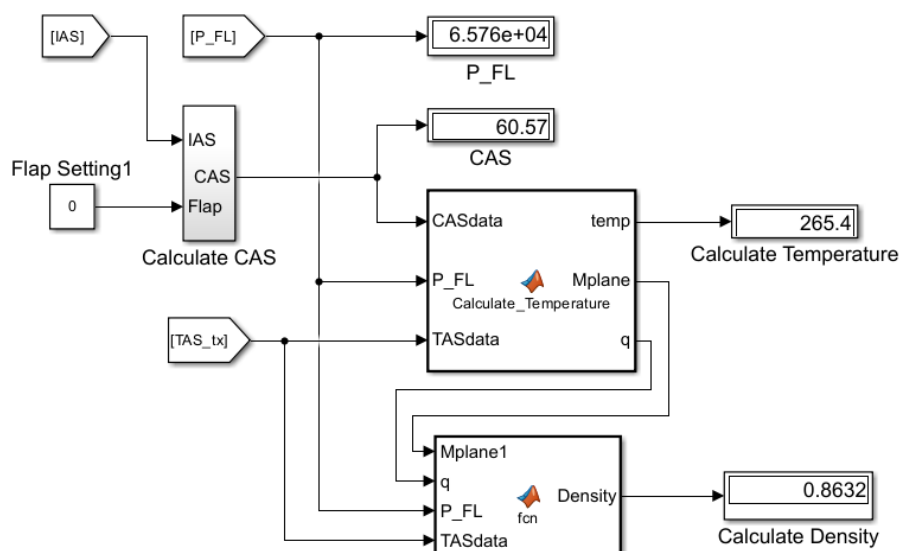 [IAS]
[P_FL]
6.576e+04
P_FL
IAS
CAS
Flap
Calculate CAS
Flap Setting1
0
60.57
CAS
CASdata
temp
P_FL
Mplane
Calculate_Temperature
TASdata
q
265.4
Calculate Temperature
[TAS_tx]
Mplane1
q
P_FL
Density
fcn
TASdata
0.8632
Calculate Density